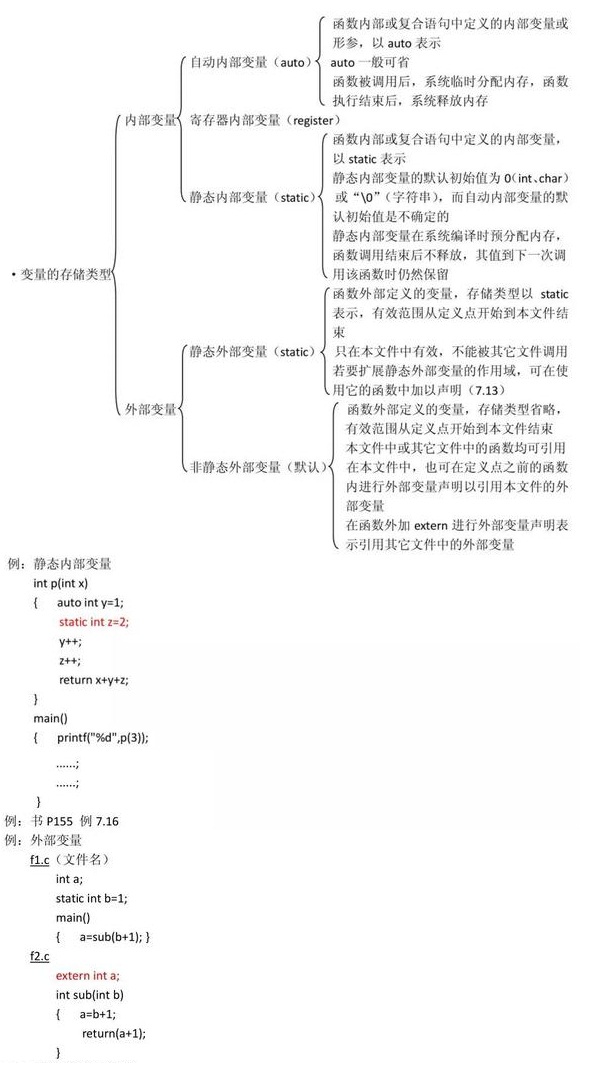 函数内部或复合语句中定义的内部变量或
形参，以 auto 表示
自动内部变量（auto）
auto 一般可省
函数被调用后，系统临时分配内存，函数
执行结束后，系统释放内存
内部变量
寄存器内部变量（register）
函数内部或复合语句中定义的内部变量，
以 static 表示
静态内部变量的默认初始值为 0（int、char）
静态内部变量（static）
或“\0”（字符串），而自动内部变量的默
认初始值是不确定的
静态内部变量在系统编译时预分配内存，
函数调用结束后不释放，其值到下一次调
用该函数时仍然保留
・变量的存储类型
函数外部定义的变量，存储类型以 static
表示，有效范围从定义点开始到本文件结
束
静态外部变量（static）
只在本文件中有效，不能被其它文件调用
若要扩展静态外部变量的作用域，可在使
用它的函数中加以声明（7.13）
外部变量
函数外部定义的变量，存储类型省略，
有效范围从定义点开始到本文件结束
本文件中或其它文件中的函数均可引用
非静态外部变量（默认）
在本文件中，也可在定义点之前的函数
内进行外部变量声明以引用本文件的外
部变量
在函数外加 extern 进行外部变量声明表
示引用其它文件中的外部变量
例：静态内部变量
int p(int x)
{ auto int y=1;
static int z=2;
y++;
z++;
return x+y+z;
}
main()
{ printf("%d",p(3));
......;
......;
}
例：书 P155 例 7.16
例：外部变量
f1.c（文件名）
int a;
static int b=1;
main()
{ a=sub(b+1); }
f2.c
extern int a;
int sub(int b)
{ a=b+1;
return(a+1);
}